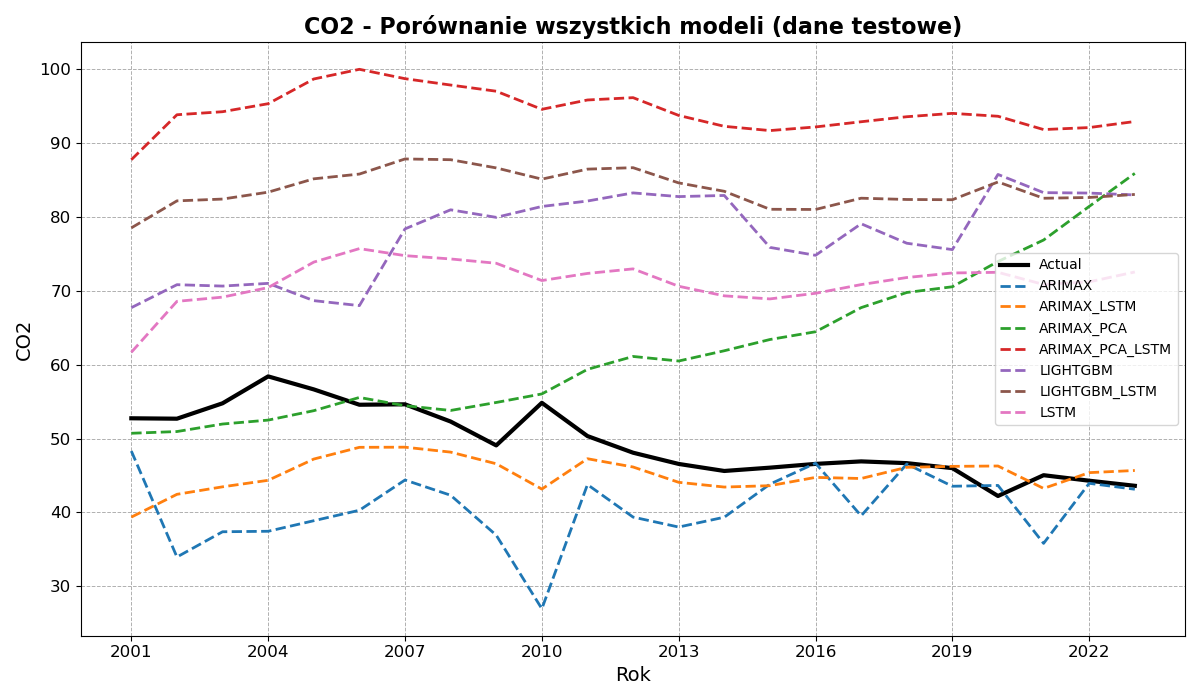 CO2 - Porównanie wszystkich modeli (dane testowe)
100
90
80
70
60
50
40
30
CO2
Actual
ARIMAX
ARIMAX_LSTM
ARIMAX_PCA
ARIMAX_PCA_LSTM
LIGHTGBM
LIGHTGBM_LSTM
LSTM
2001 2004 2007 2010 2013 2016 2019 2022
Rok